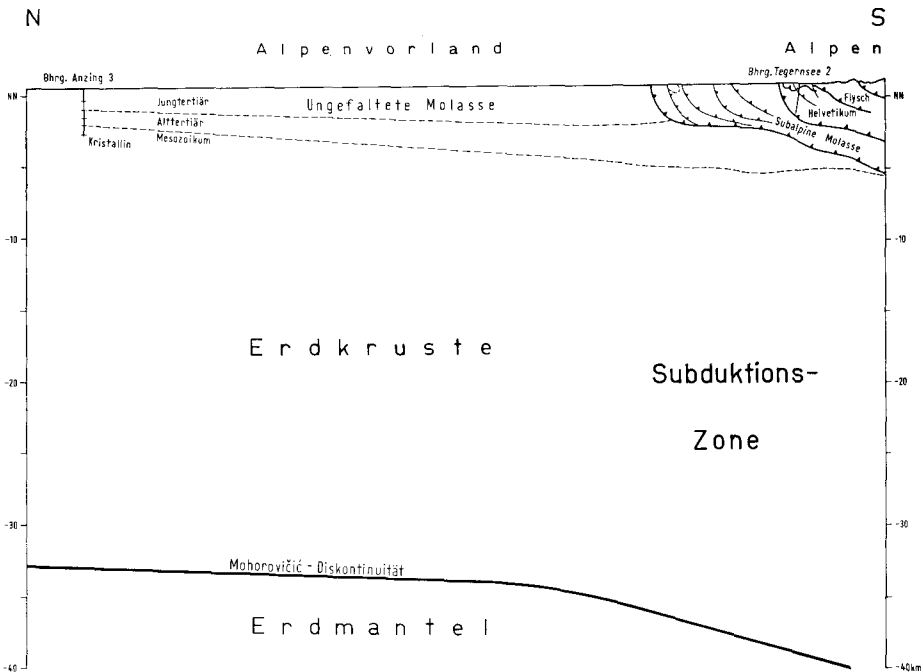 N S
Alpenvorland Alpen
Bhrg. Anzing 3 Bhrg. Tegernsee 2
NN NN
Jungtertiär Ungefaltete Molasse Flysch
Helvetikum
Alttertiär Subalpine Molasse
Kristallin Mesozoikum
-10 -10
Erdkruste
Subduktions-
-20 -20
Zone
-30 -30
Mohorovičić - Diskontinuität
Erdmantel
-40 -40km